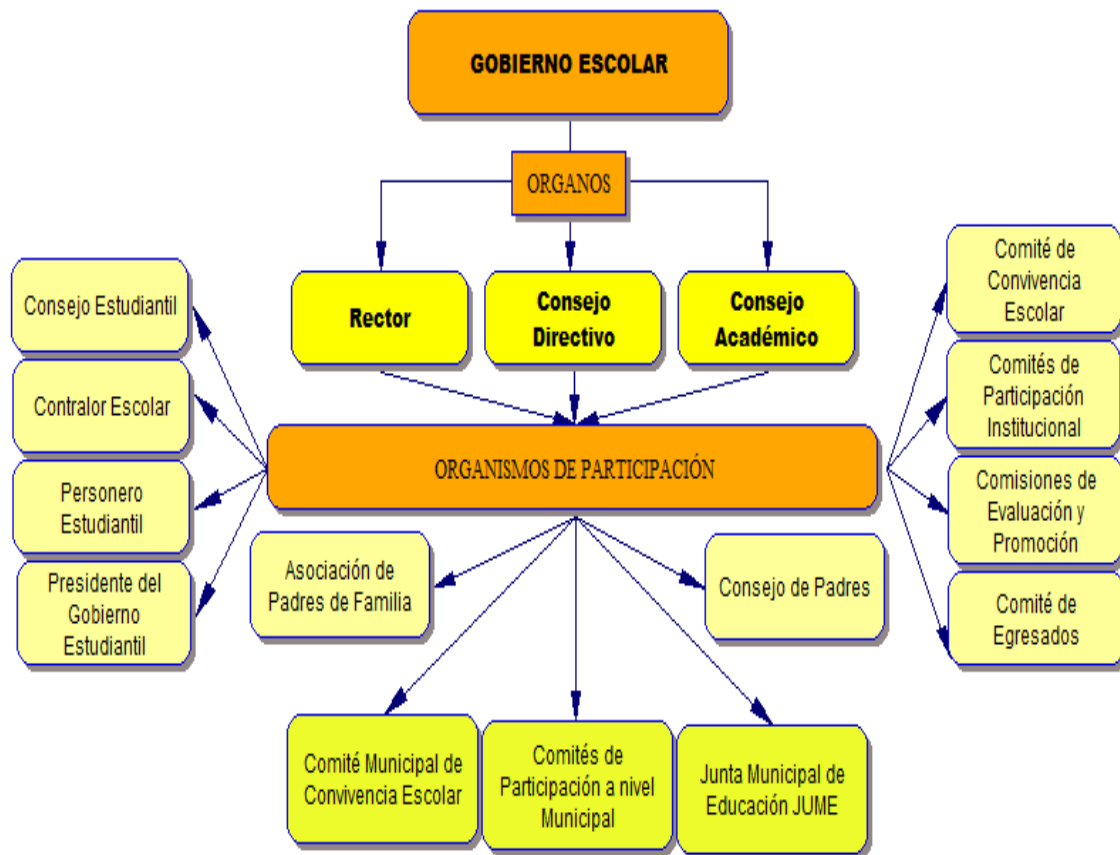 GOBIERNO ESCOLAR
ORGANOS
Rector
Consejo
Directivo
Consejo
Académico
Consejo Estudiantil
Contralor Escolar
Personero
Estudiantil
Presidente del
Gobierno
Estudiantil
ORGANISMOS DE PARTICIPACIÓN
Comité de
Convivencia
Escolar
Comités de
Participación
Institucional
Comisiones de
Evaluación y
Promoción
Comité de
Egresados
Asociación de
Padres de Familia
Consejo de Padres
Comité Municipal de
Convivencia Escolar
Comités de
Participación a nivel
Municipal
Junta Municipal de
Educación JUME